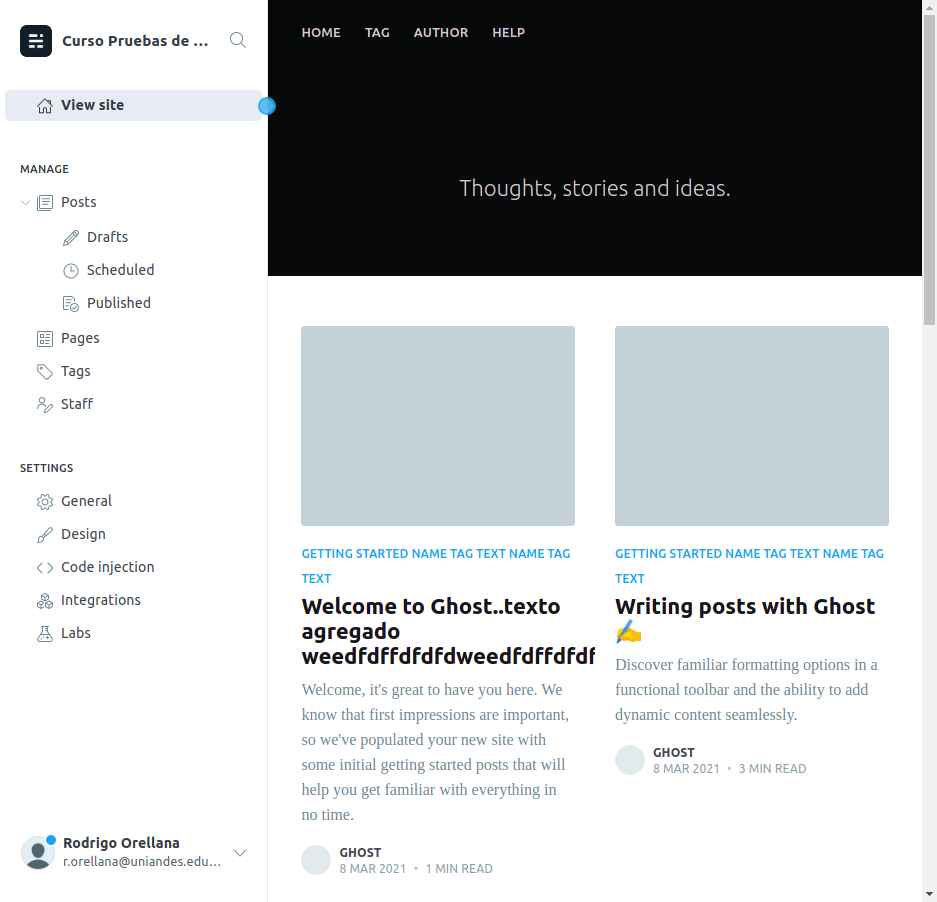 Curso Pruebas de ...
View site
MANAGE
Posts
Drafts
Scheduled
Published
Pages
Tags
Staff
SETTINGS
General
Design
Code injection
Integrations
Labs
Rodrigo Orellana
r.orellana@uniandes.edu...
HOME TAG AUTHOR HELP
Thoughts, stories and ideas.
GETTING STARTED NAME TAG TEXT NAME TAG
TEXT
Welcome to Ghost..texto
agregado
weedfdffdfdfdweedfdffdfdf
Welcome, it's great to have you here. We
know that first impressions are important,
so we've populated your new site with
some initial getting started posts that will
help you get familiar with everything in
no time.
GHOST
8 MAR 2021 • 1 MIN READ
GETTING STARTED NAME TAG TEXT NAME TAG
TEXT
Writing posts with Ghost
✍️
Discover familiar formatting options in a
functional toolbar and the ability to add
dynamic content seamlessly.
GHOST
8 MAR 2021 • 3 MIN READ